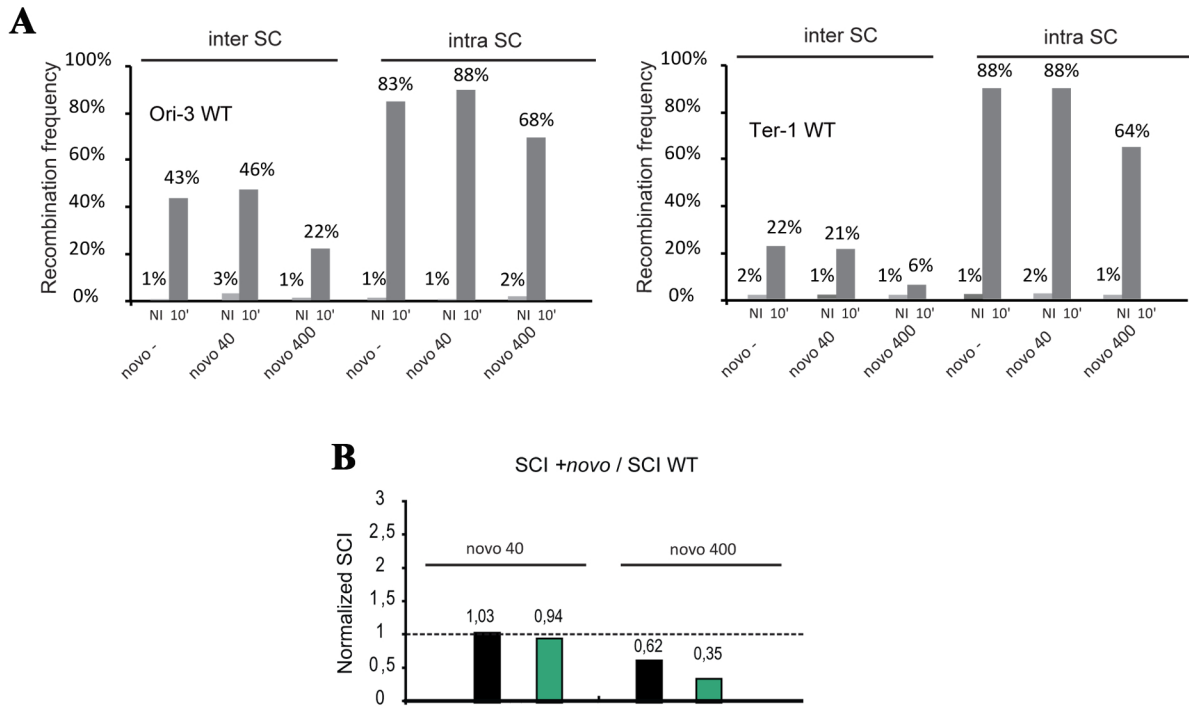 A
inter SC
intra SC
Recombination frequency
100%
80%
60%
40%
20%
0%
Ori-3 WT
1%
43%
3%
46%
1%
22%
1%
83%
1%
88%
2%
68%
NI 10' NI 10' NI 10' NI 10' NI 10' NI 10'
novo - novo 40 novo 400 novo - novo 40 novo 400
inter SC
intra SC
Recombination frequency
100%
80%
60%
40%
20%
0%
Ter-1 WT
2%
22%
1%
21%
1%
6%
1%
88%
2%
88%
1%
64%
NI 10' NI 10' NI 10' NI 10' NI 10' NI 10'
novo - novo 40 novo 400 novo - novo 40 novo 400
B
SCI +novo / SCI WT
Normalized SCI
3
2,5
2
1,5
1
0,5
0
novo 40
novo 400
1,03
0,94
0,62
0,35